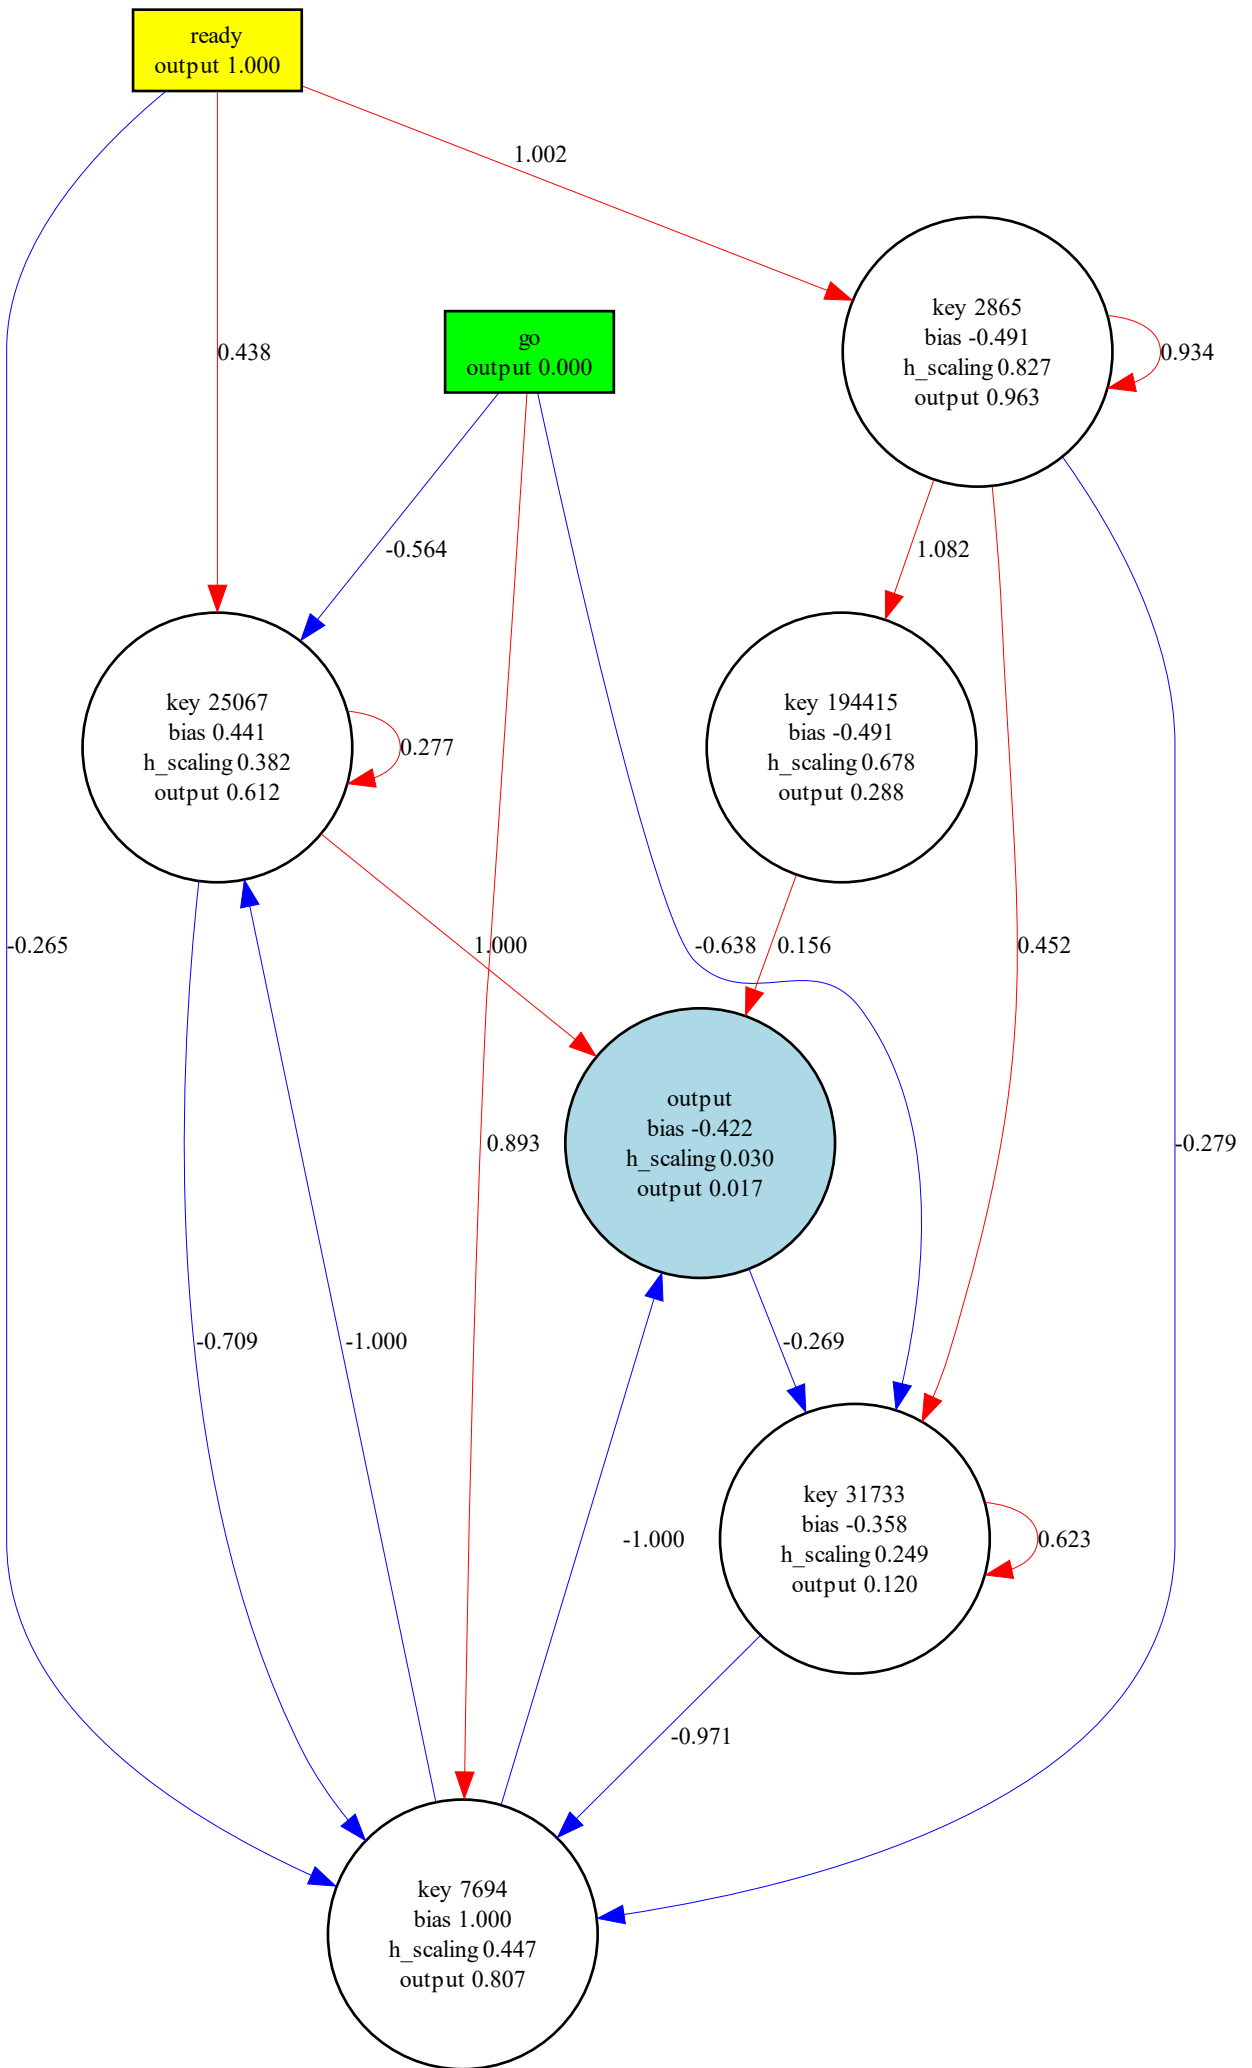 ready
output 1.000
1.002
go
output 0.000
0.438
key 2865
bias -0.491
h_scaling 0.827
output 0.963
0.934
-0.564
1.082
key 25067
bias 0.441
h_scaling 0.382
output 0.612
0.277
key 194415
bias -0.491
h_scaling 0.678
output 0.288
-0.265
1.000
-0.638
0.156
0.452
output
bias -0.422
h_scaling 0.030
output 0.017
0.893
-0.279
-0.709
-1.000
-0.269
key 31733
bias -0.358
h_scaling 0.249
output 0.120
-1.000
0.623
-0.971
key 7694
bias 1.000
h_scaling 0.447
output 0.807